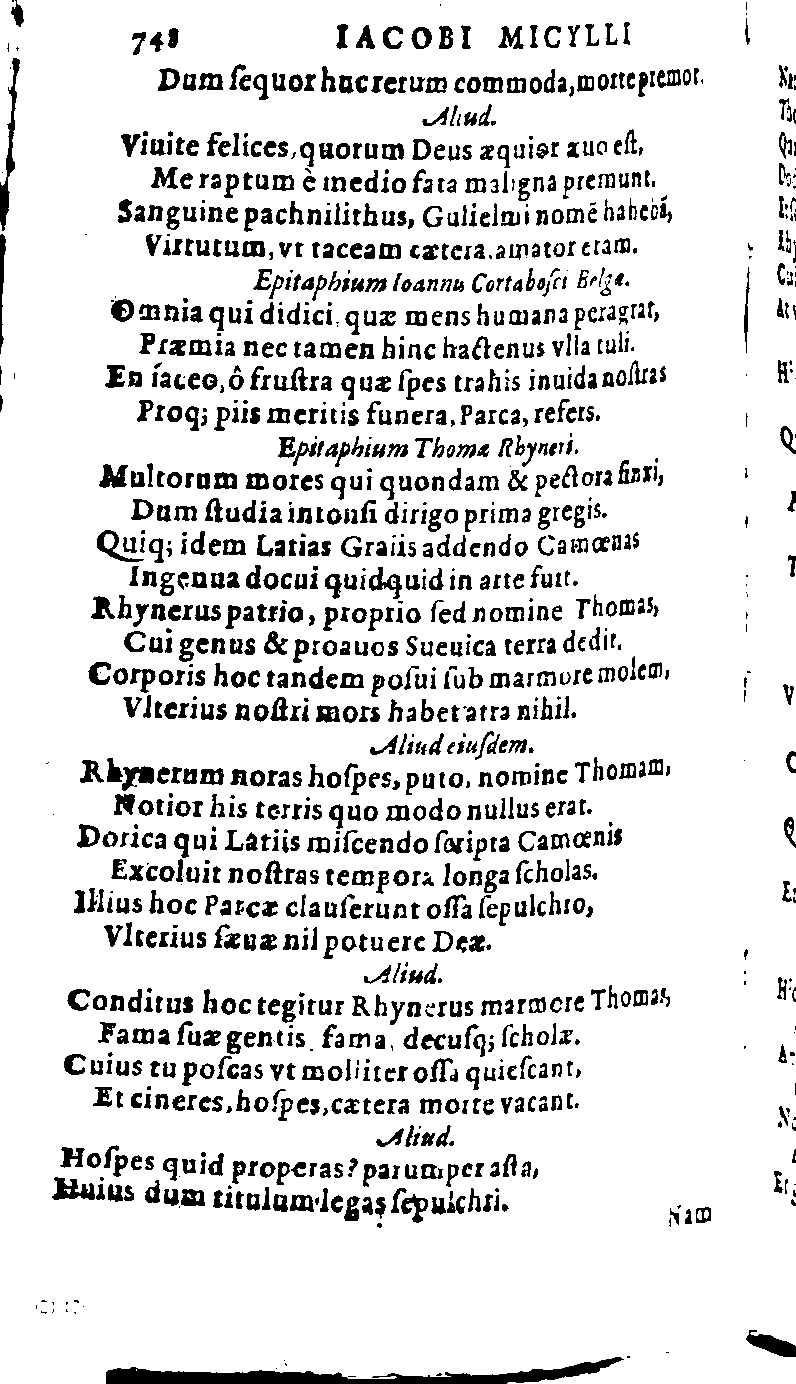 748 IACOBI MICYLLI
Dum ſequor huc rerum commoda, morte premor.
Aliud.
Viuite felices, quorum Deus æquior auo eſt,
Me raptum è medio fata maligna premunt.
Sanguine pachnilithus, Gulielmi nomē habebā,
Virtutum, vt taceam cætera, amator eram.
Epitaphium Ioannis Cortaboſci Belgæ.
Omnia qui didici, quæ mens humana peragrat,
Præmia nec tamen hinc hactenus vlla tuli.
En iaceo, ô fruſtra quæ ſpes trahis inuida noſtras
Proq; piis meritis funera, Parca, refers.
Epitaphium Thomæ Rhyneri.
Multorum mores qui quondam & pectora finxi,
Dum ſtudia intonſi dirigo prima gregis.
Quiq; idem Latias Graiis addendo Camœnas
Ingenua docui quidquid in arte fuit.
Rhynerus patrio, proprio ſed nomine Thomas,
Cui genus & proauos Sueuica terra dedit.
Corporis hoc tandem poſui ſub marmore molem,
Vlterius noſtri mors habet atra nihil.
Aliud eiuſdem.
Rhynerum noras hoſpes, puto, nomine Thomam,
Notior his terris quo modo nullus erat.
Dorica qui Latiis miſcendo ſcripta Camœnis
Excoluit noſtras tempora longa ſcholas.
Illius hoc Parcæ clauſerunt oſſa ſepulchro,
Vlterius ſæuæ nil potuere Deæ.
Aliud.
Conditus hoc tegitur Rhynerus marmore Thomas,
Fama ſuæ gentis, fama, decuſq; ſcholæ.
Cuius tu poſcas vt molliter oſſa quieſcant,
Et cineres, hoſpes, cætera morte vacant.
Aliud.
Hoſpes quid properas? parumper aſta,
Huius dum titulum legas ſepulchri.
Nam